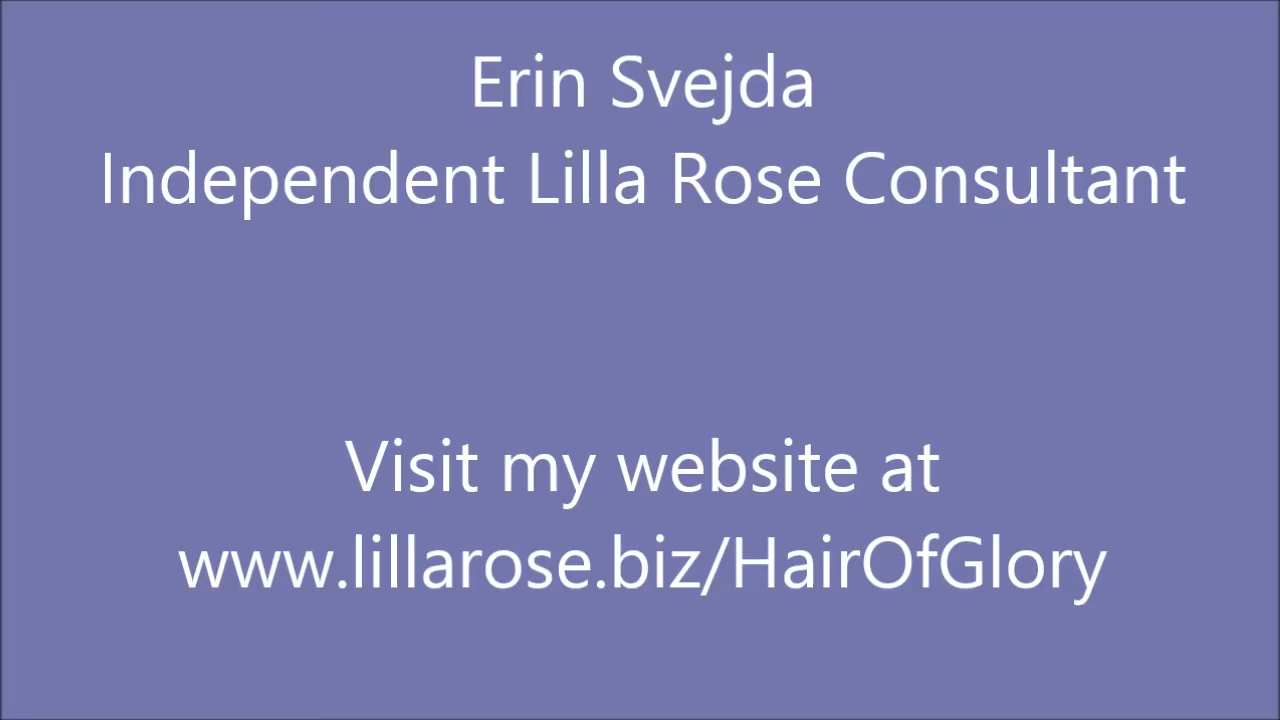 Erin Svejda
Independent Lilla Rose Consultant
Visit my website at
www.lillarose.biz/HairOfGlory